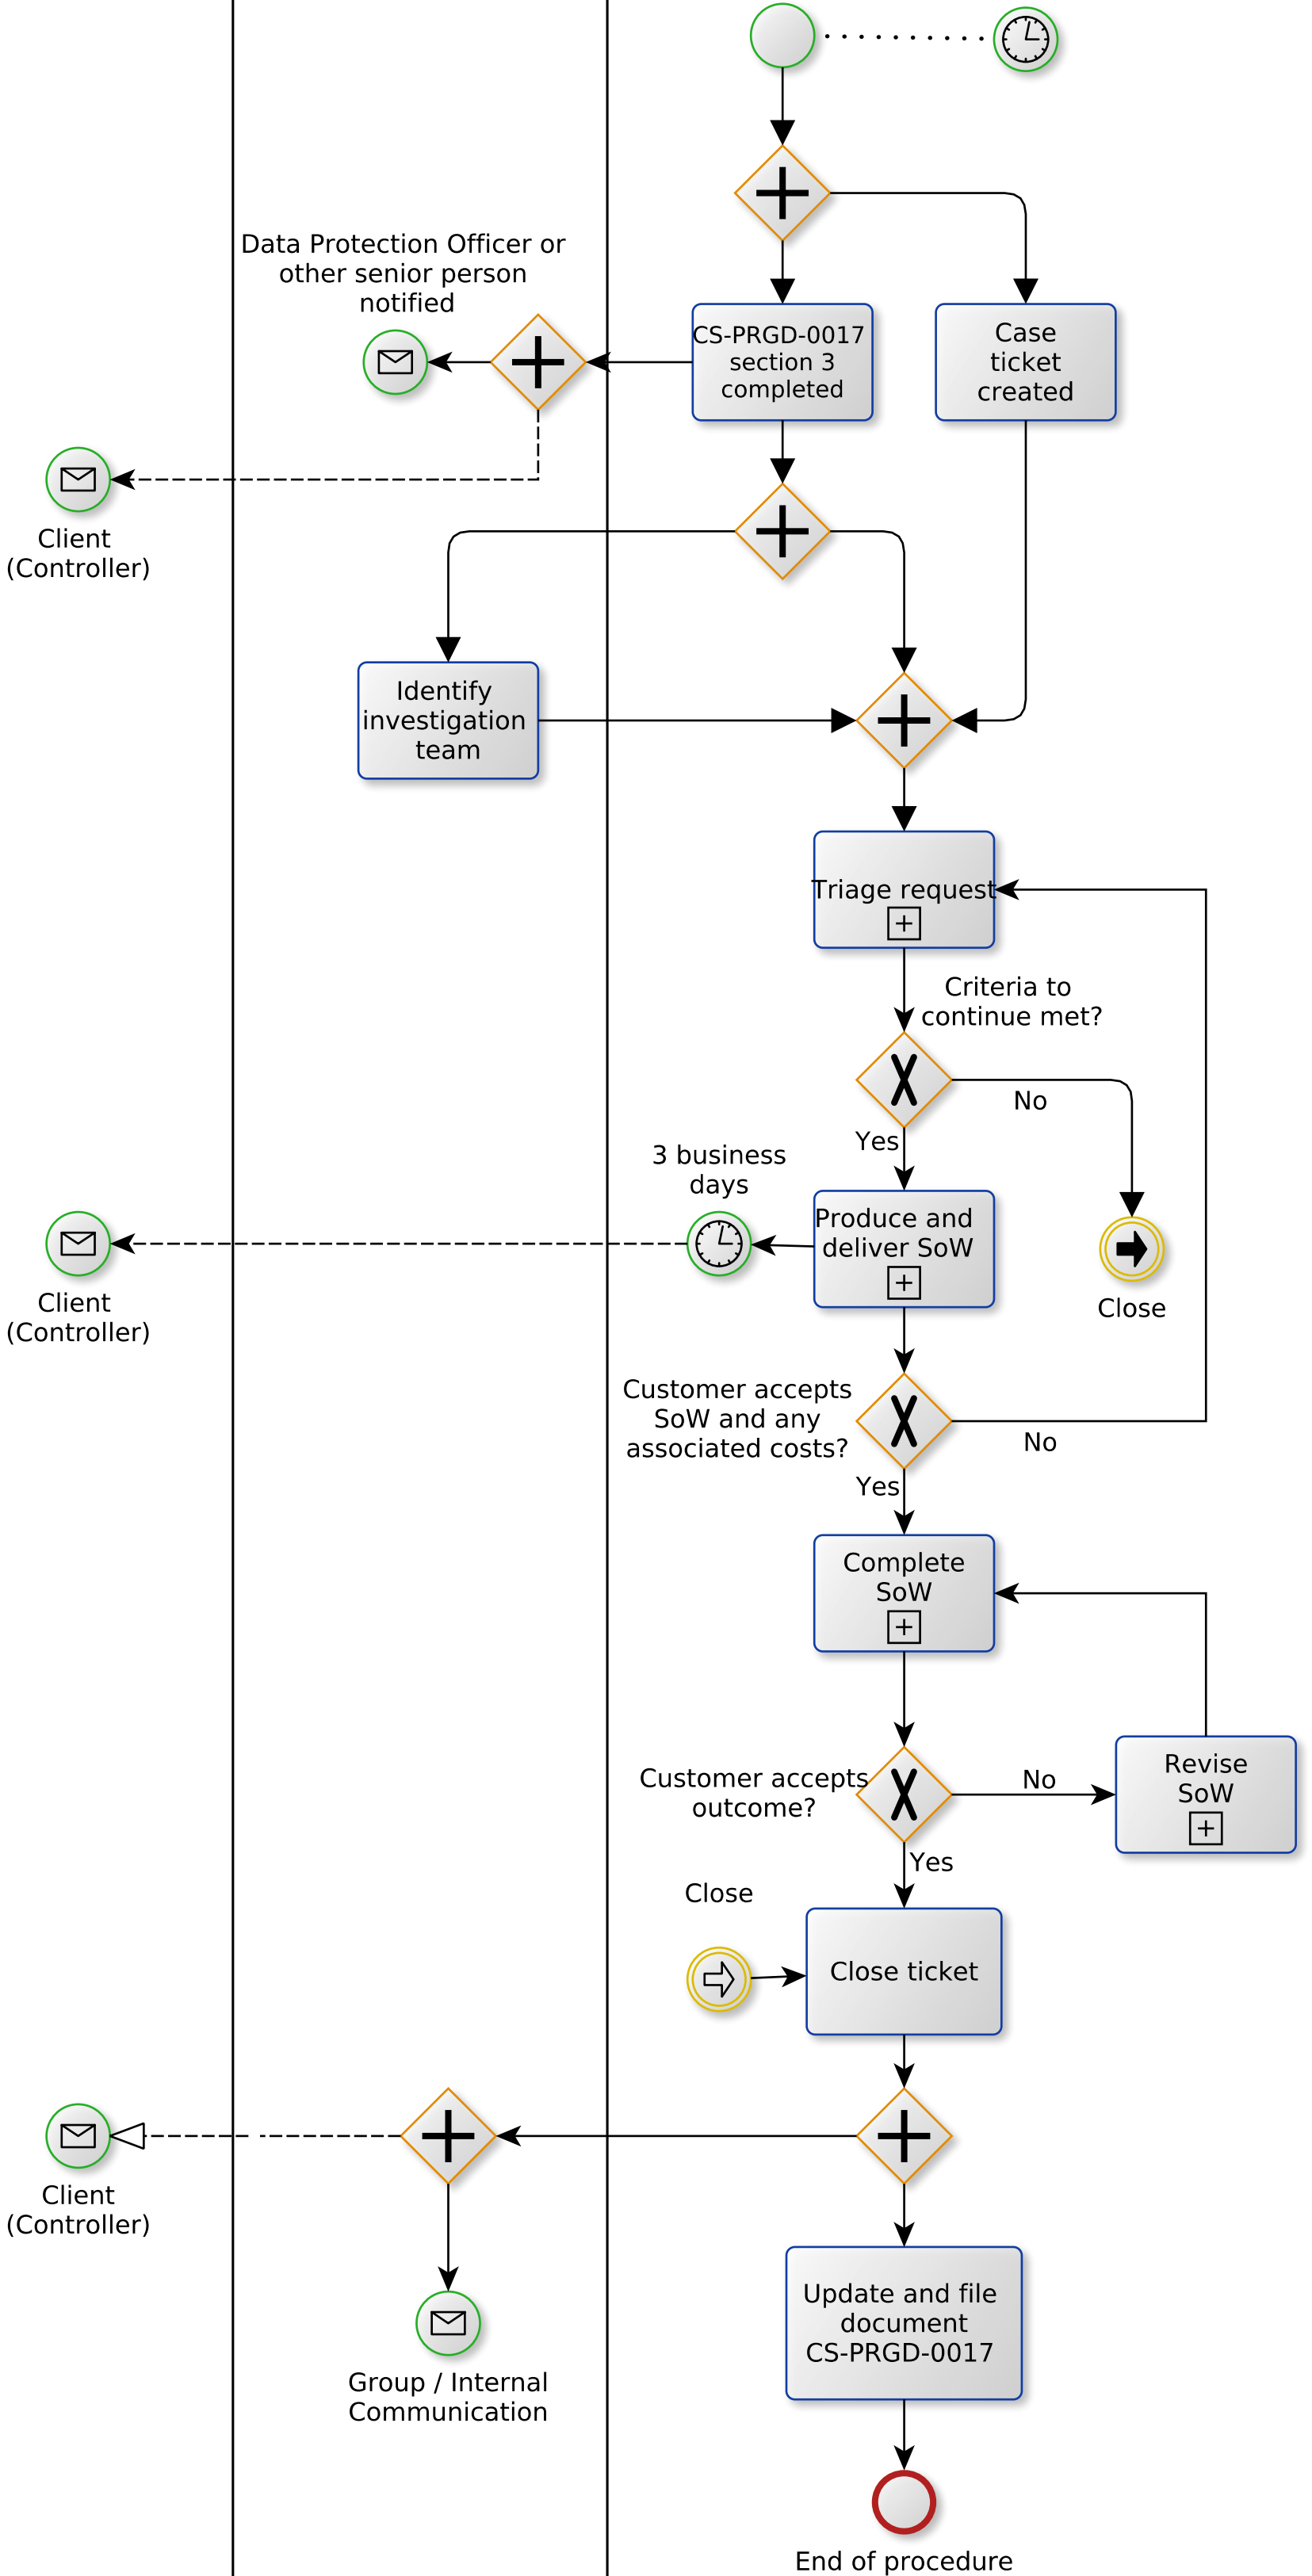 Data Protection Officer or
other senior person
notified
CS-PRGD-0017
section 3
completed
Case
ticket
created
Client
(Controller)
Identify
investigation
team
Triage request
Criteria to
continue met?
No
Yes
3 business
days
Produce and
deliver SoW
Client
(Controller)
Close
Customer accepts
SoW and any
associated costs?
No
Yes
Complete
SoW
Customer accepts
outcome?
No
Revise
SoW
Yes
Close
Close ticket
Client
(Controller)
Update and file
document
CS-PRGD-0017
Group / Internal
Communication
End of procedure